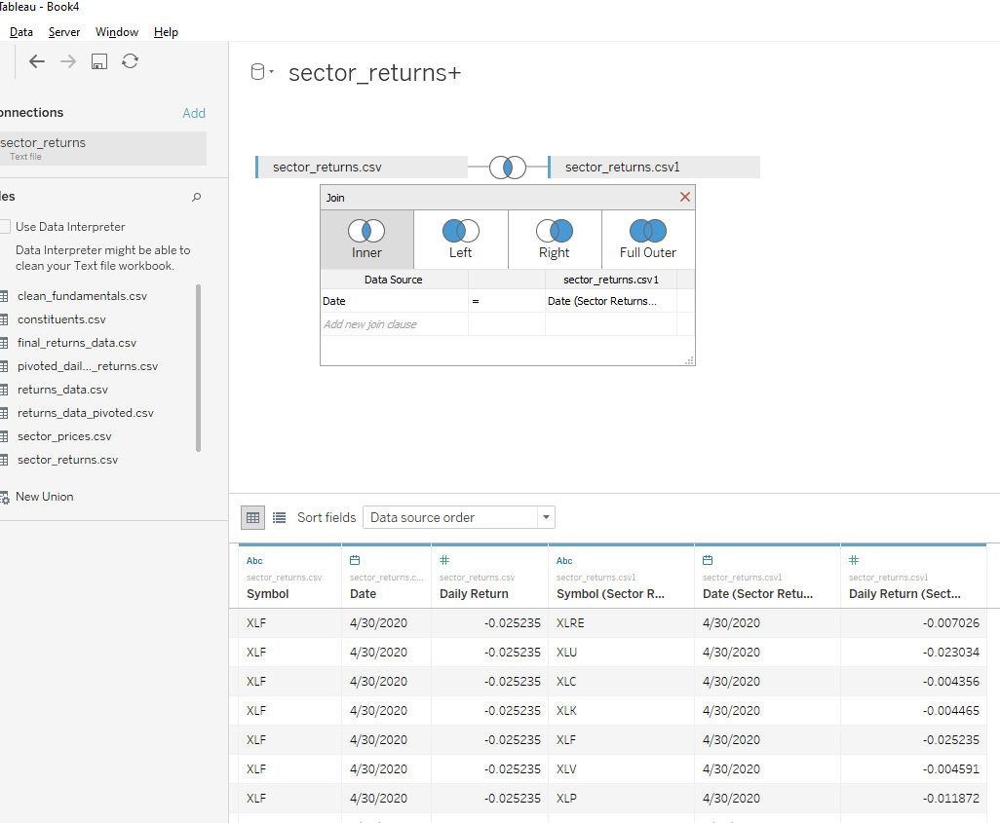 Tableau - Book4
Data Server Window Help
onnections Add
sector_returns
Text file
les
Use Data Interpreter
Data Interpreter might be able to
clean your Text file workbook.
clean_fundamentals.csv
constituents.csv
final_returns_data.csv
pivoted_dail..._returns.csv
returns_data.csv
returns_data_pivoted.csv
sector_prices.csv
sector_returns.csv
New Union
sector_returns+
sector_returns.csv sector_returns.csv1
Join
Inner Left Right Full Outer
Data Source sector_returns.csv1
Date = Date (Sector Returns...
Add new join clause
Sort fields Data source order
Abc # Abc #
sector_returns.csv sector_returns.c... sector_returns.csv sector_returns.csv1 sector_returns.csv1 sector_returns.csv1
Symbol Date Daily Return Symbol (Sector R... Date (Sector Retu... Daily Return (Sect...
XLF 4/30/2020 -0.025235 XLRE 4/30/2020 -0.007026
XLF 4/30/2020 -0.025235 XLU 4/30/2020 -0.023034
XLF 4/30/2020 -0.025235 XLC 4/30/2020 -0.004356
XLF 4/30/2020 -0.025235 XLK 4/30/2020 -0.004465
XLF 4/30/2020 -0.025235 XLF 4/30/2020 -0.025235
XLF 4/30/2020 -0.025235 XLV 4/30/2020 -0.004591
XLF 4/30/2020 -0.025235 XLP 4/30/2020 -0.011872